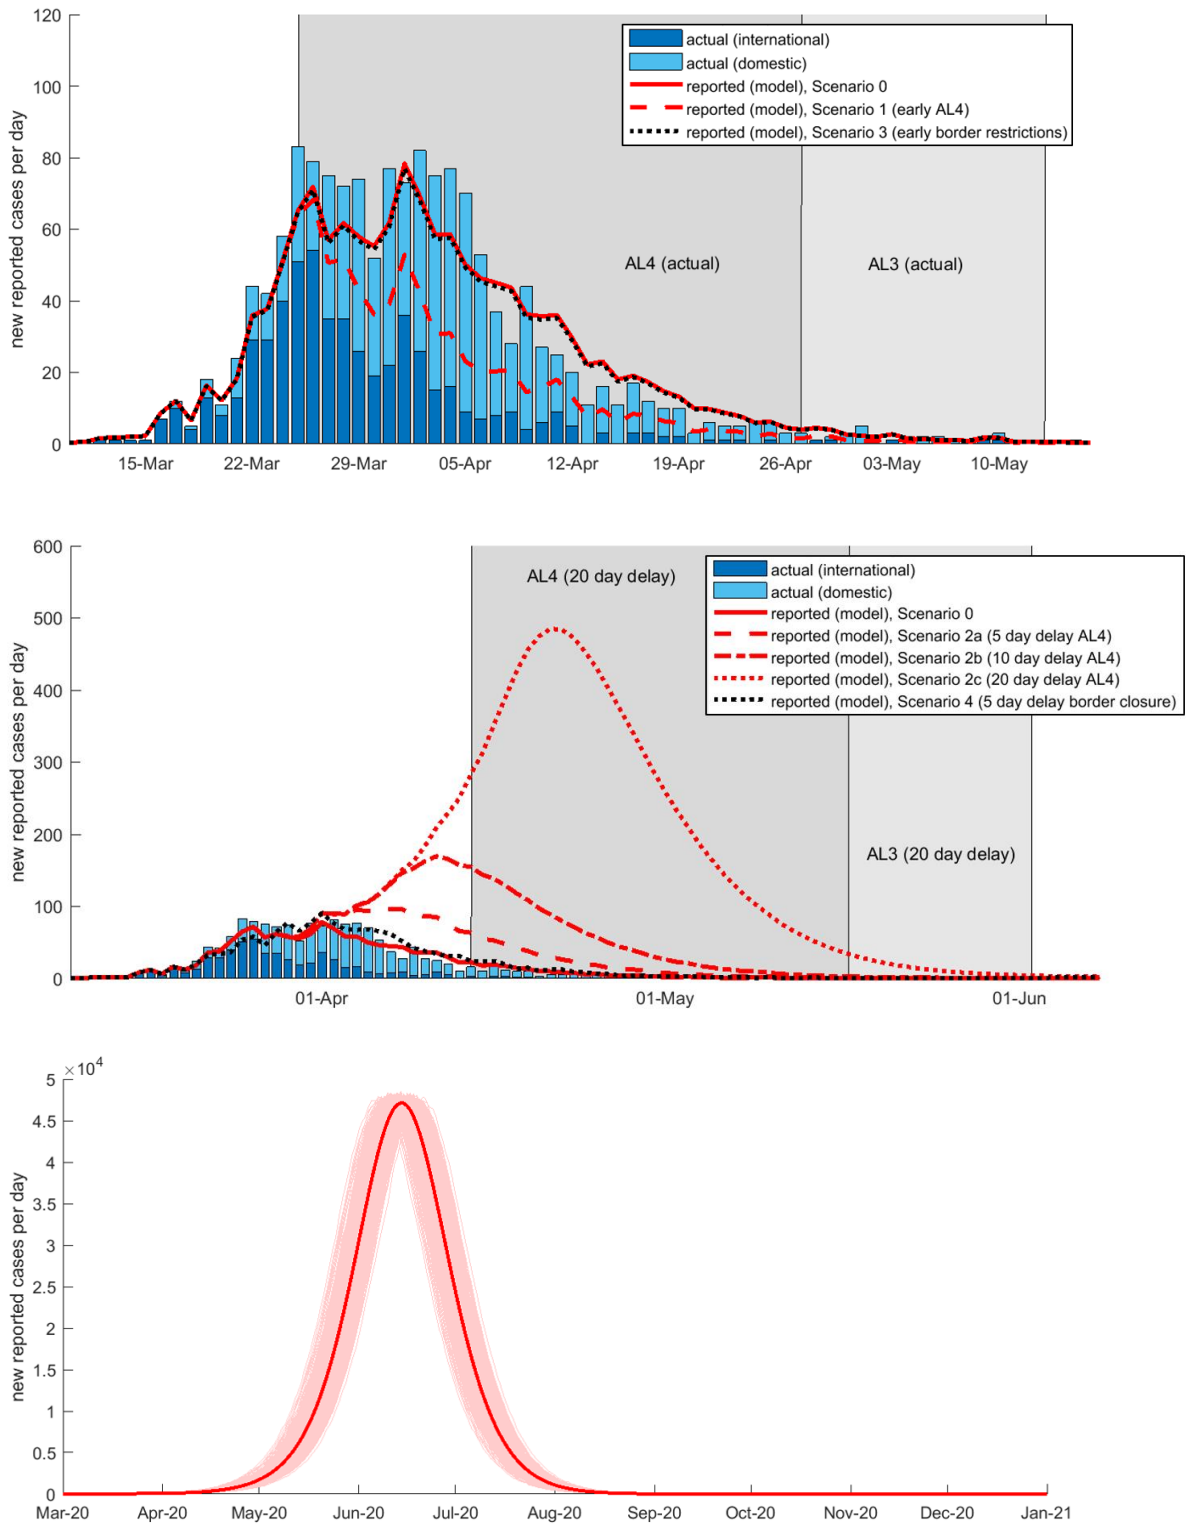 120
100
80
60
40
20
0
new reported cases per day
actual (international)
actual (domestic)
reported (model), Scenario 0
reported (model), Scenario 1 (early AL4)
reported (model), Scenario 3 (early border restrictions)
AL4 (actual)
AL3 (actual)
15-Mar 22-Mar 29-Mar 05-Apr 12-Apr 19-Apr 26-Apr 03-May 10-May
600
500
400
300
200
100
0
new reported cases per day
AL4 (20 day delay)
actual (international)
actual (domestic)
reported (model), Scenario 0
reported (model), Scenario 2a (5 day delay AL4)
reported (model), Scenario 2b (10 day delay AL4)
reported (model), Scenario 2c (20 day delay AL4)
reported (model), Scenario 4 (5 day delay border closure)
AL3 (20 day delay)
01-Apr 01-May 01-Jun
×10⁴
5
4.5
4
3.5
3
2.5
2
1.5
1
0.5
0
new reported cases per day
Mar-20 Apr-20 May-20 Jun-20 Jul-20 Aug-20 Sep-20 Oct-20 Nov-20 Dec-20 Jan-21